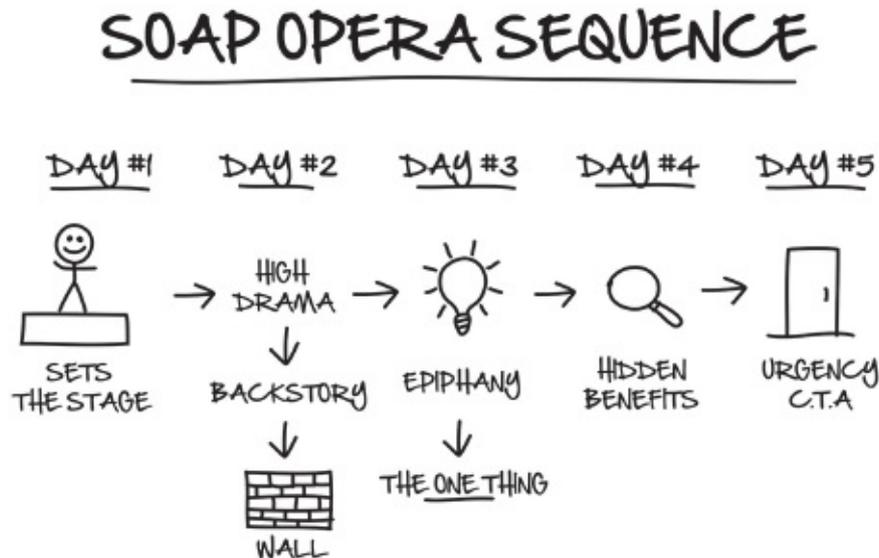 SOAP OPERA SEQUENCE
DAY #1
DAY #2
DAY #3
DAY #4
DAY #5
SETS
THE STAGE
HIGH
DRAMA
BACKSTORY
WALL
EPIPHANY
THE ONE THING
HIDDEN
BENEFITS
URGENCY
C.T.A